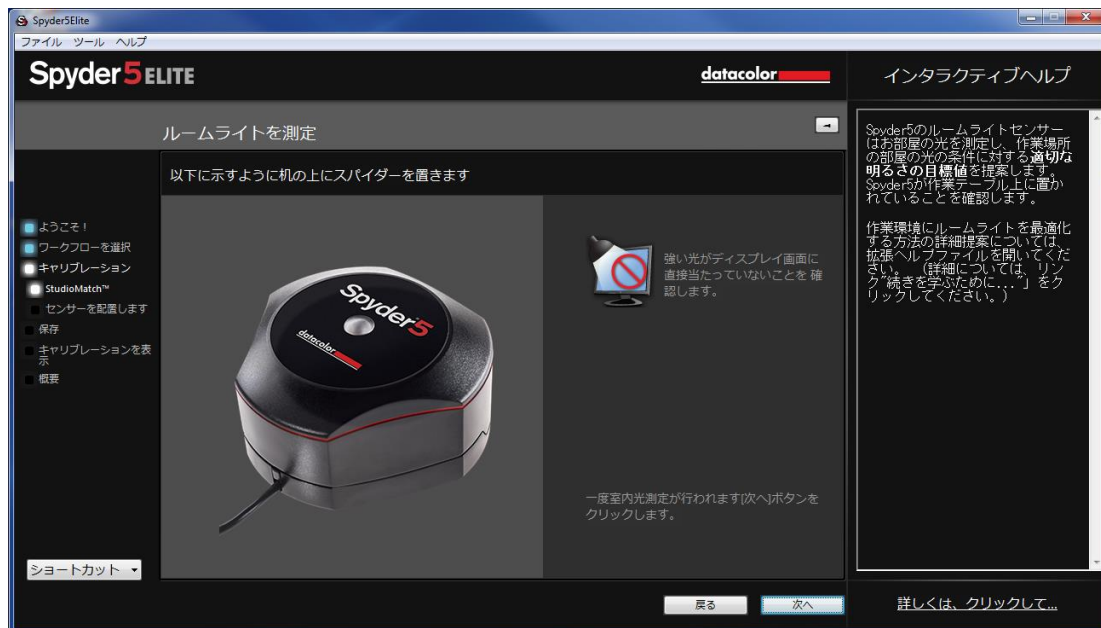 Spyder5Elite
ファイル ツール ヘルプ
Spyder5ELITE
datacolor
インタラクティブヘルプ
ルームライトを測定
以下に示すように机の上にスパイダーを置きます
ようこそ！
ワークフローを選択
キャリブレーション
StudioMatch™
センサーを配置します
保存
キャリブレーションを表
示
概要
Spyder5
datacolor
強い光がディスプレイ画面に
直接当たっていないことを 確
認します。
一度室内光測定が行われます[次へ]ボタンを
クリックします。
Spyder5のルームライトセンサー
はお部屋の光を測定し、作業場所
の部屋の光の条件に対する適切な
明るさの目標値を提案します。
Spyder5が作業テーブル上に置か
れていることを確認します。
作業環境にルームライトを最適化
する方法の詳細提案については、
拡張ヘルプファイルを開いてくだ
さい。 （詳細については、リン
ク"続きを学ぶために..."」をク
リックしてください。）
ショートカット
戻る
次へ
詳しくは、クリックして...